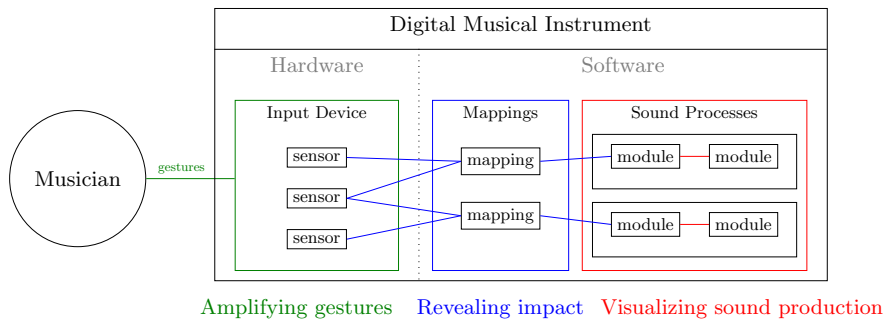 Digital Musical Instrument
Hardware
Software
Input Device
Mappings
Sound Processes
Musician
gestures
sensor
sensor
sensor
mapping
mapping
module
module
module
module
Amplifying gestures
Revealing impact
Visualizing sound production